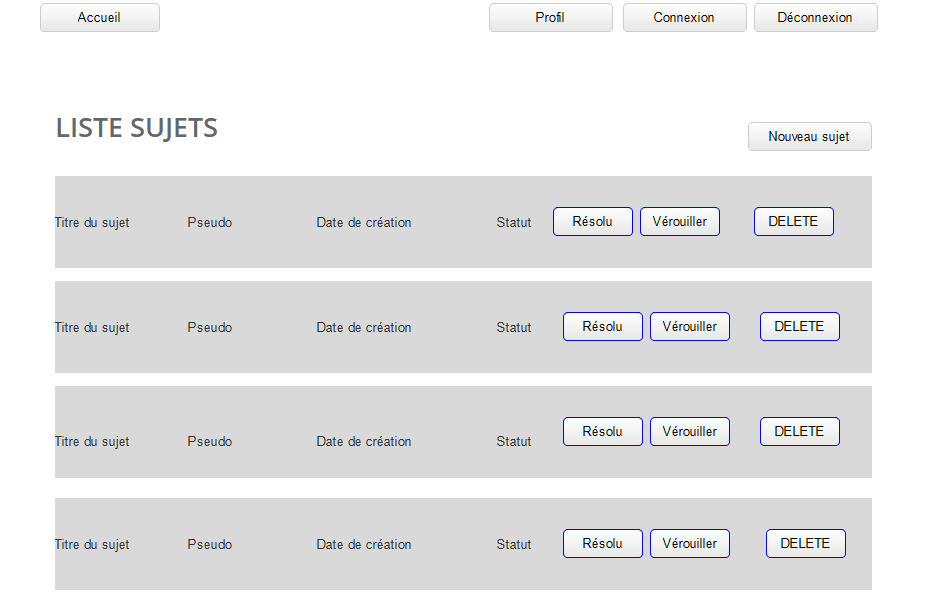 Accueil Profil Connexion Déconnexion
LISTE SUJETS
Nouveau sujet
Titre du sujet Pseudo Date de création Statut Résolu Vérouiller DELETE
Titre du sujet Pseudo Date de création Statut Résolu Vérouiller DELETE
Titre du sujet Pseudo Date de création Statut Résolu Vérouiller DELETE
Titre du sujet Pseudo Date de création Statut Résolu Vérouiller DELETE